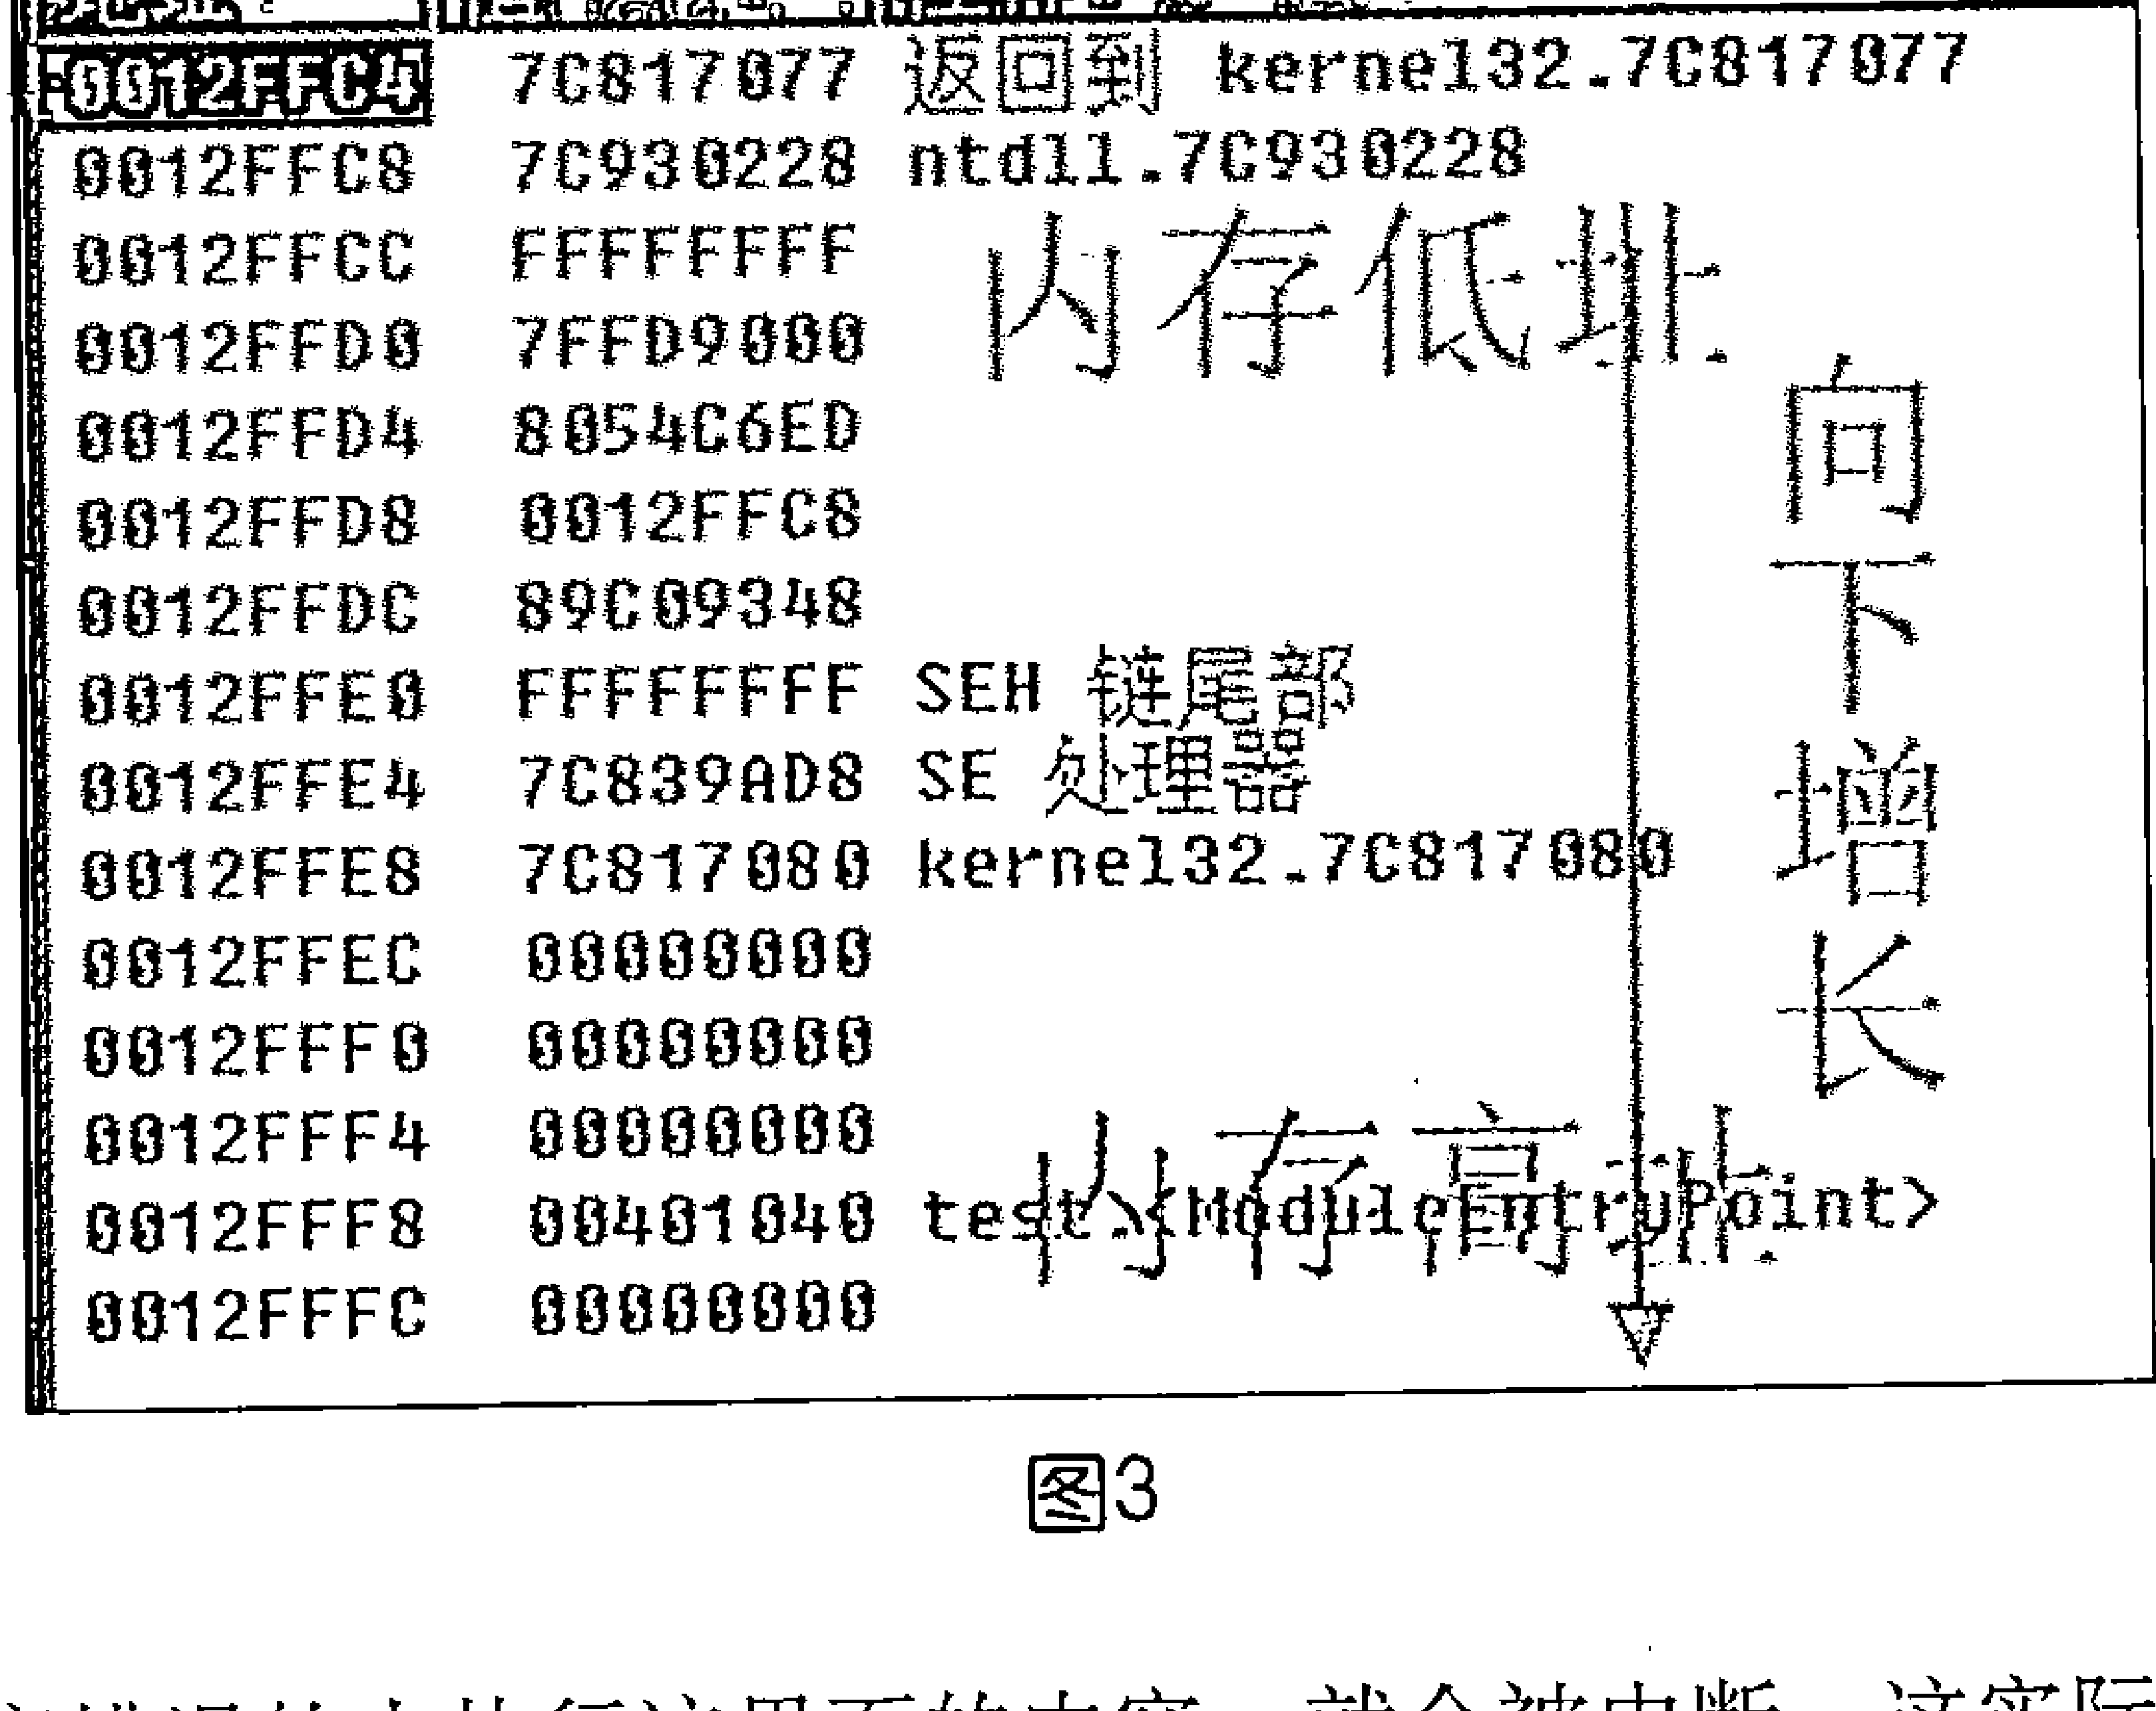 0012FFC4 7C817077 返回到 kernel32.7C817077
0012FFC8 7C930228 ntdll.7C930228
0012FFCC FFFFFFFF
内存低址
0012FFD0 7FFD9000
0012FFD4 8054C6ED
0012FFD8 0012FFC8
0012FFDC 89C09348
0012FFE0 FFFFFFFF SEH 链尾部
0012FFE4 7C839AD8 SE 处理器
0012FFE8 7C817080 kernel32.7C817080
0012FFEC 00000000
0012FFF0 00000000
0012FFF4 00000000
0012FFF8 00401040 test.<ModuleEntryPoint>
0012FFFC 00000000
向下增长
内存高址
图3